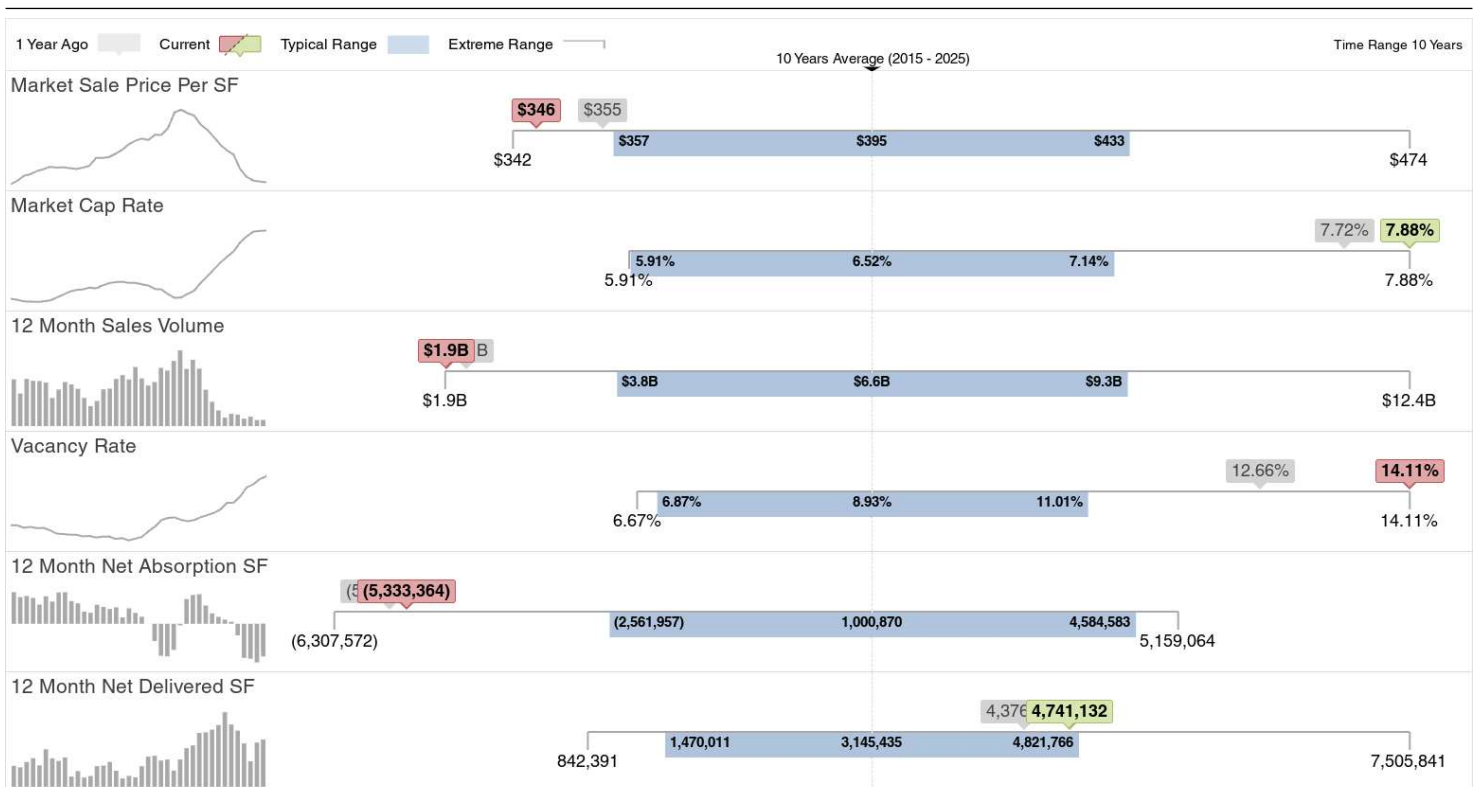 1 Year Ago Current Typical Range Extreme Range Time Range 10 Years
10 Years Average (2015 - 2025)
Market Sale Price Per SF
$346 $355
$357 $395 $433
$342 $474
Market Cap Rate
7.72% 7.88%
5.91% 6.52% 7.14%
5.91% 7.88%
12 Month Sales Volume
$1.9B B
$3.8B $6.6B $9.3B
$1.9B $12.4B
Vacancy Rate
12.66% 14.11%
6.87% 8.93% 11.01%
6.67% 14.11%
12 Month Net Absorption SF
(5 (5,333,364)
(2,561,957) 1,000,870 4,584,583
(6,307,572) 5,159,064
12 Month Net Delivered SF
4,376 4,741,132
1,470,011 3,145,435 4,821,766
842,391 7,505,841